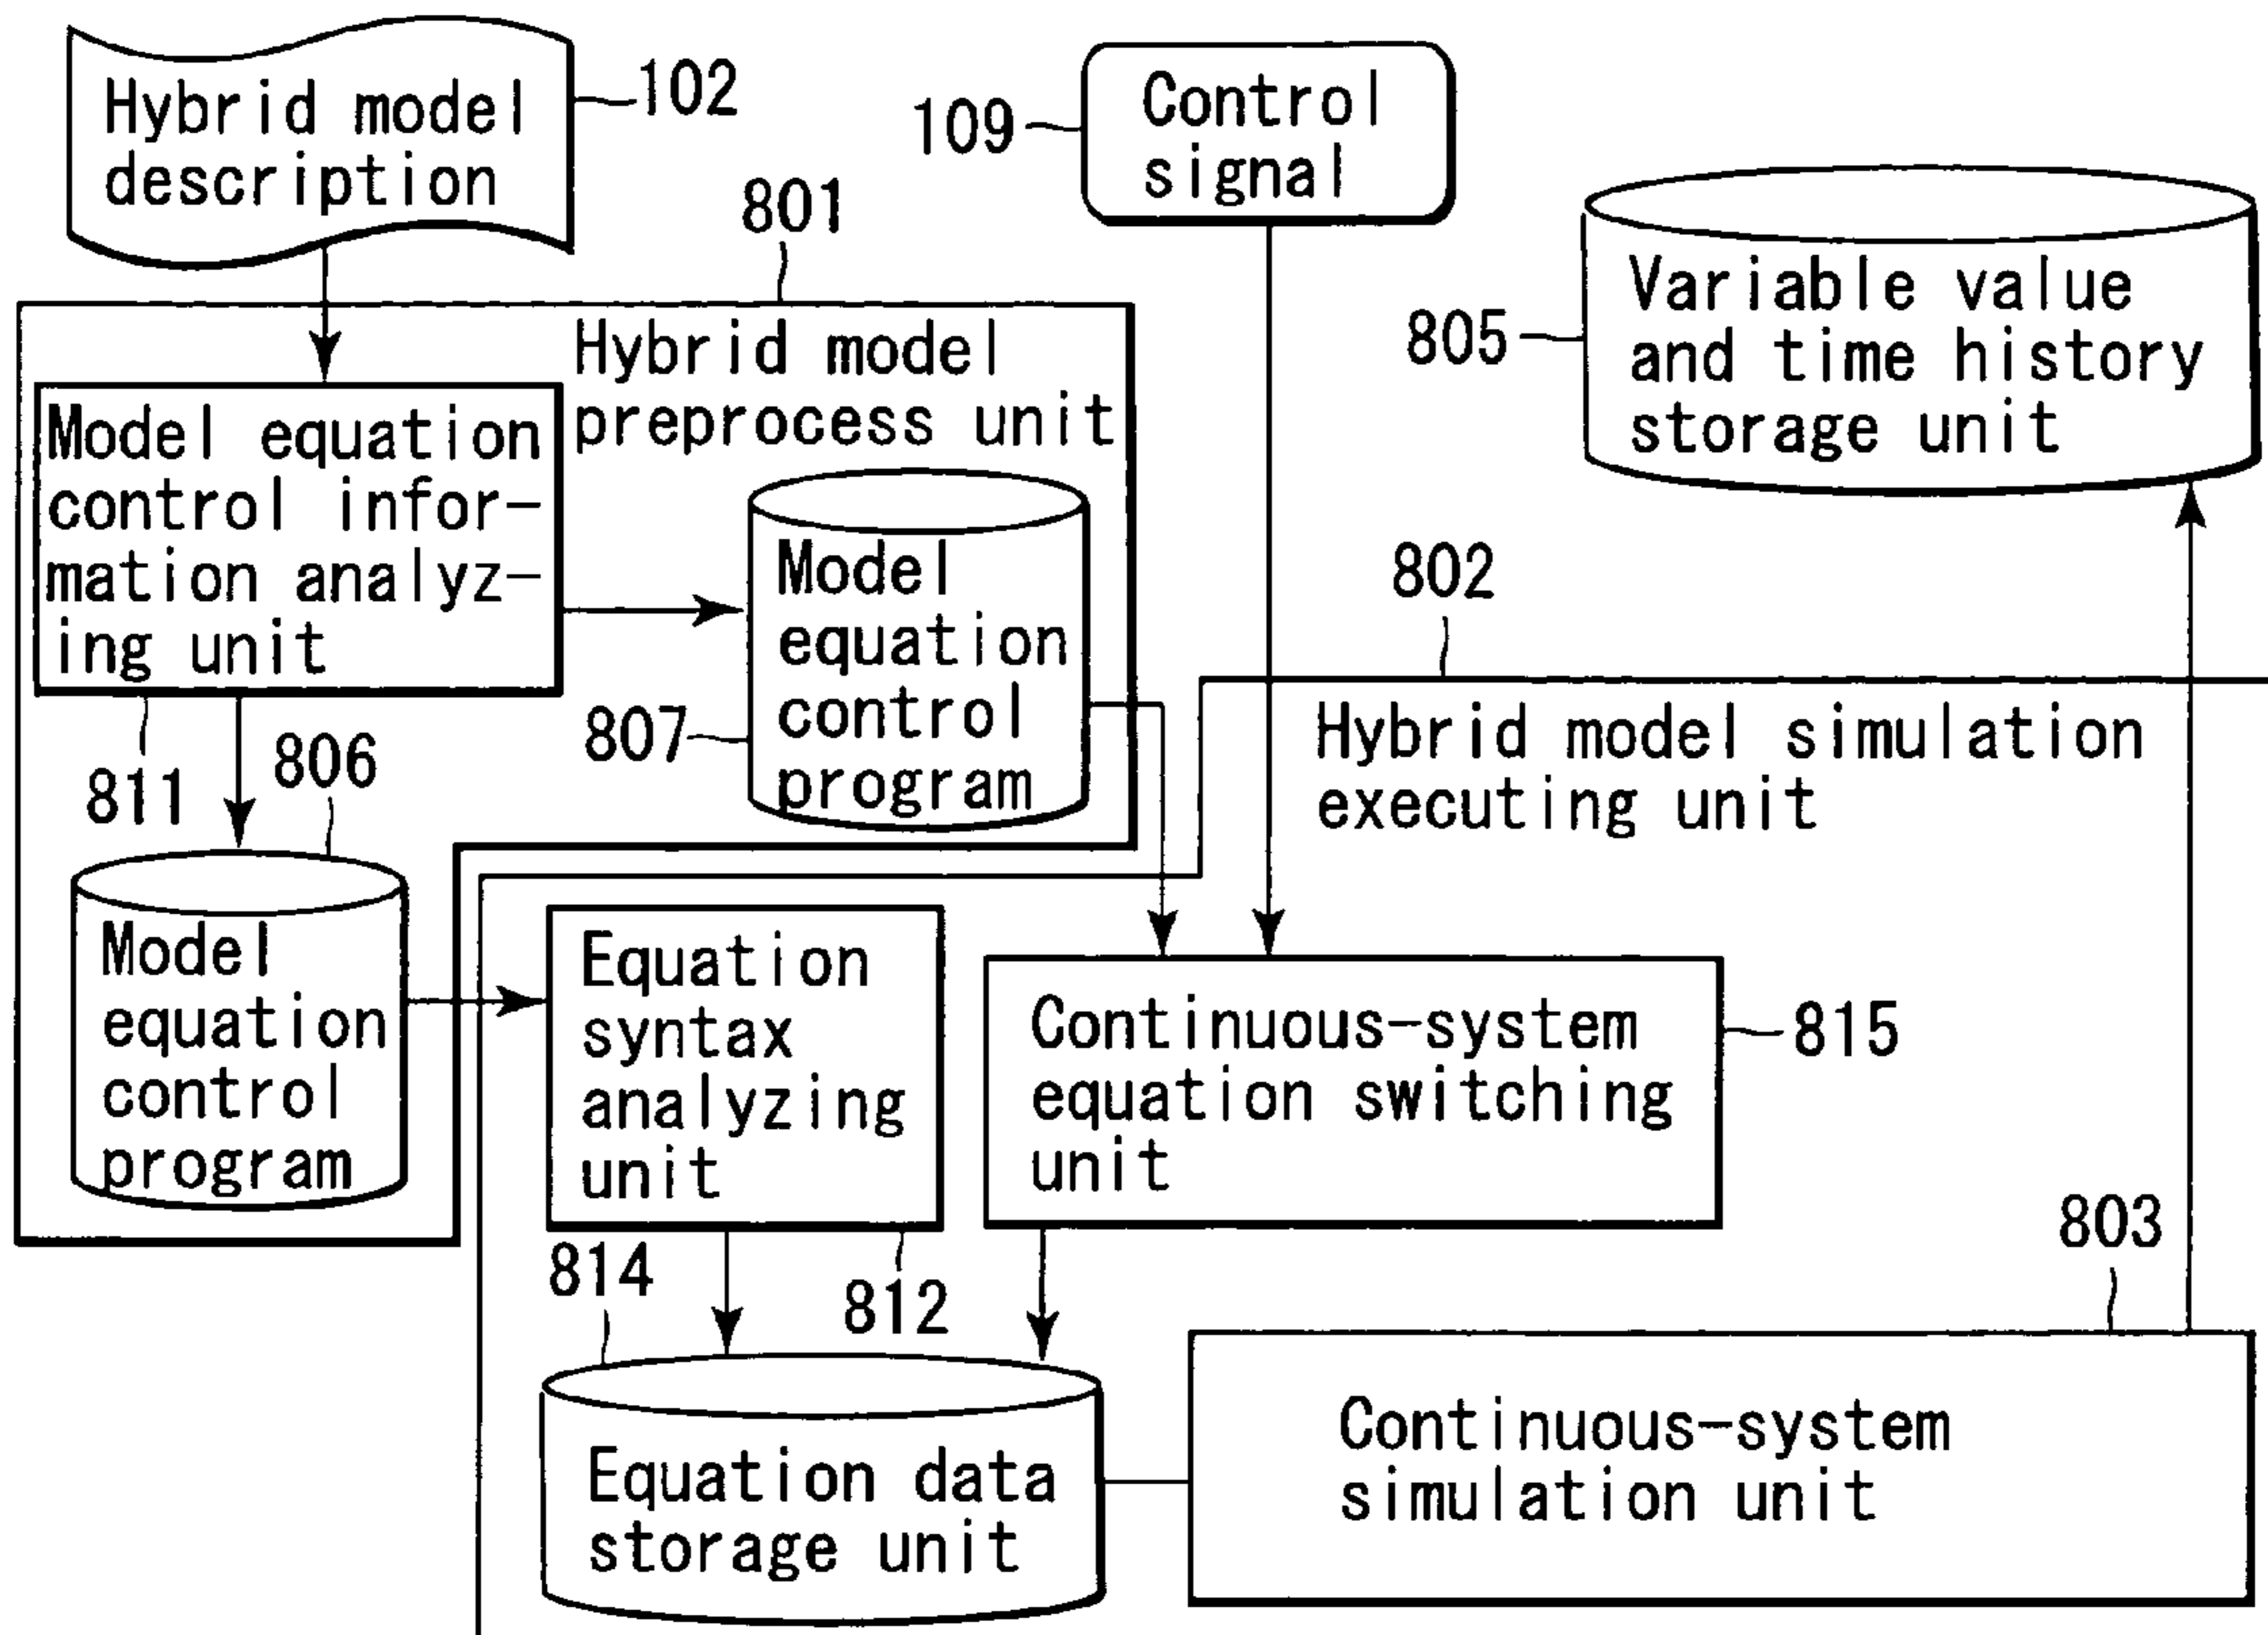 Hybrid model
description
102
109
Control
signal
801
Variable value
and time history
storage unit
805
Hybrid model
preprocess unit
Model equation
control infor-
mation analyz-
ing unit
811
Model
equation
control
program
807
802
Hybrid model simulation
executing unit
806
Model
equation
control
program
Equation
syntax
analyzing
unit
812
Continuous-system
equation switching
unit
815
814
Equation data
storage unit
803
Continuous-system
simulation unit